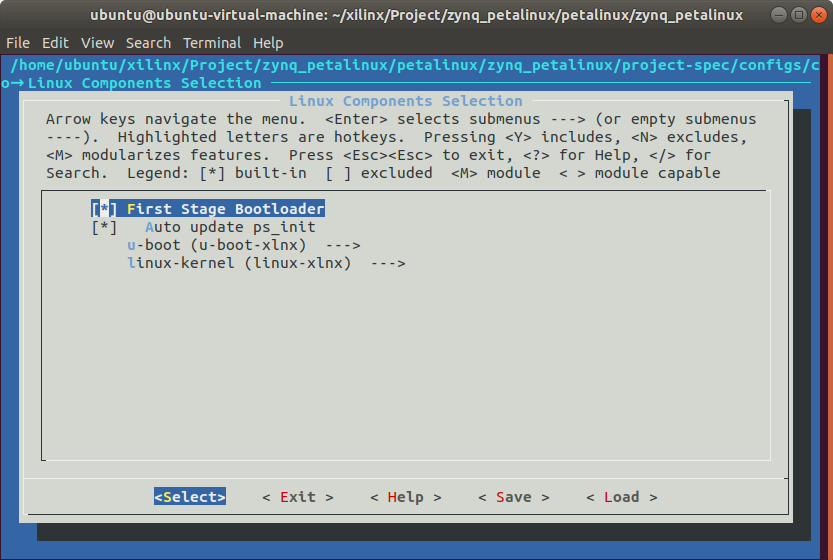 ubuntu@ubuntu-virtual-machine: ~/xilinx/Project/zynq_petalinux/petalinux/zynq_petalinux
File Edit View Search Terminal Help
/home/ubuntu/xilinx/Project/zynq_petalinux/petalinux/zynq_petalinux/project-spec/configs/c
o→Linux Components Selection
Linux Components Selection
Arrow keys navigate the menu. <Enter> selects submenus ---> (or empty submenus
----). Highlighted letters are hotkeys. Pressing <Y> includes, <N> excludes,
<M> modularizes features. Press <Esc><Esc> to exit, <?> for Help, </> for
Search. Legend: [*] built-in [ ] excluded <M> module < > module capable
[*] First Stage Bootloader
[*] Auto update ps_init
u-boot (u-boot-xlnx) --->
linux-kernel (linux-xlnx) --->
<Select> < Exit > < Help > < Save > < Load >